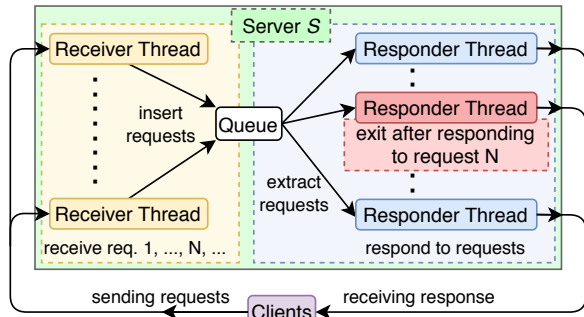 Server S
Receiver Thread
Responder Thread
insert
requests
Queue
Responder Thread
exit after responding
to request N
extract
requests
Receiver Thread
Responder Thread
receive req. 1, ..., N, ...
respond to requests
sending requests
Clients
receiving response